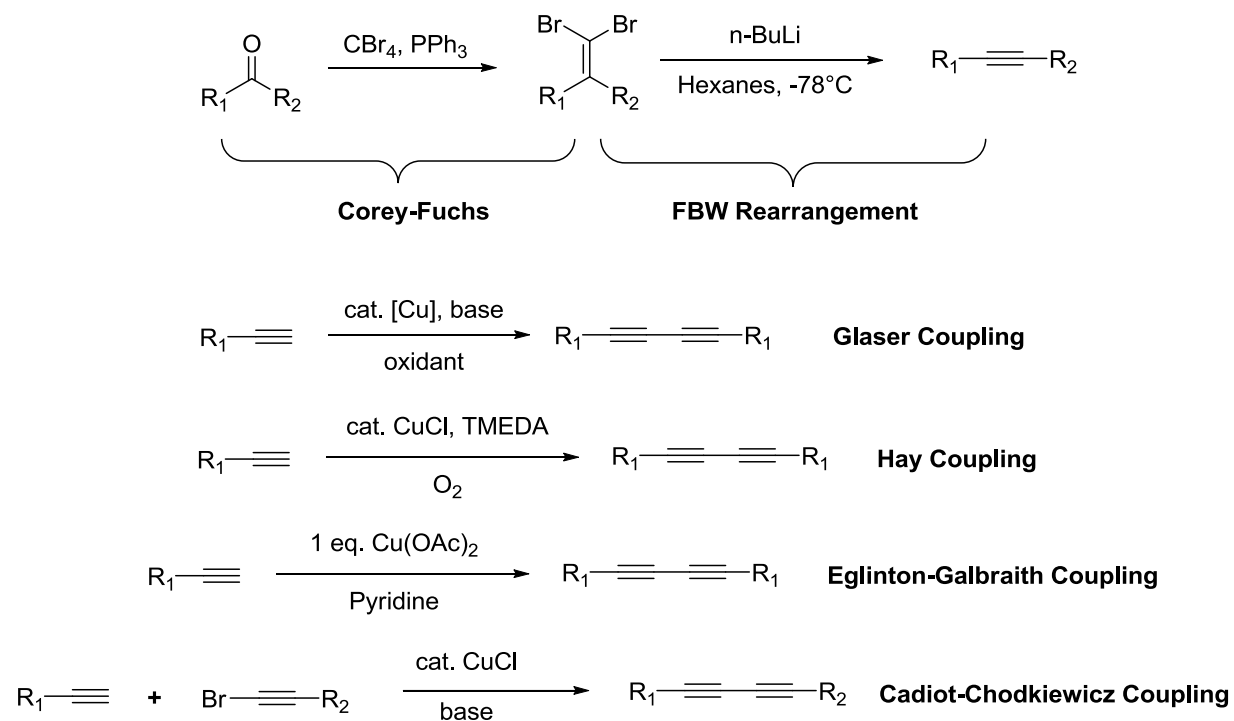 O
CBr4, PPh3
Br Br
n-BuLi
R1 R2
R1 R2
Hexanes, -78°C
R1 R2
Corey-Fuchs
FBW Rearrangement
R1
cat. [Cu], base
oxidant
R1 R1
Glaser Coupling
R1
cat. CuCl, TMEDA
O2
R1 R1
Hay Coupling
R1
1 eq. Cu(OAc)2
Pyridine
R1 R1
Eglinton-Galbraith Coupling
R1 + Br R2
cat. CuCl
base
R1 R2
Cadiot-Chodkiewicz Coupling